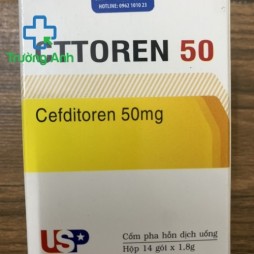 HOTLINE: 0962 1010 23
Trường Anh
CTTOREN 50
Cefditoren 50mg
USP
Cốm pha hỗn dịch uống
Hộp 14 gói x 1.8g